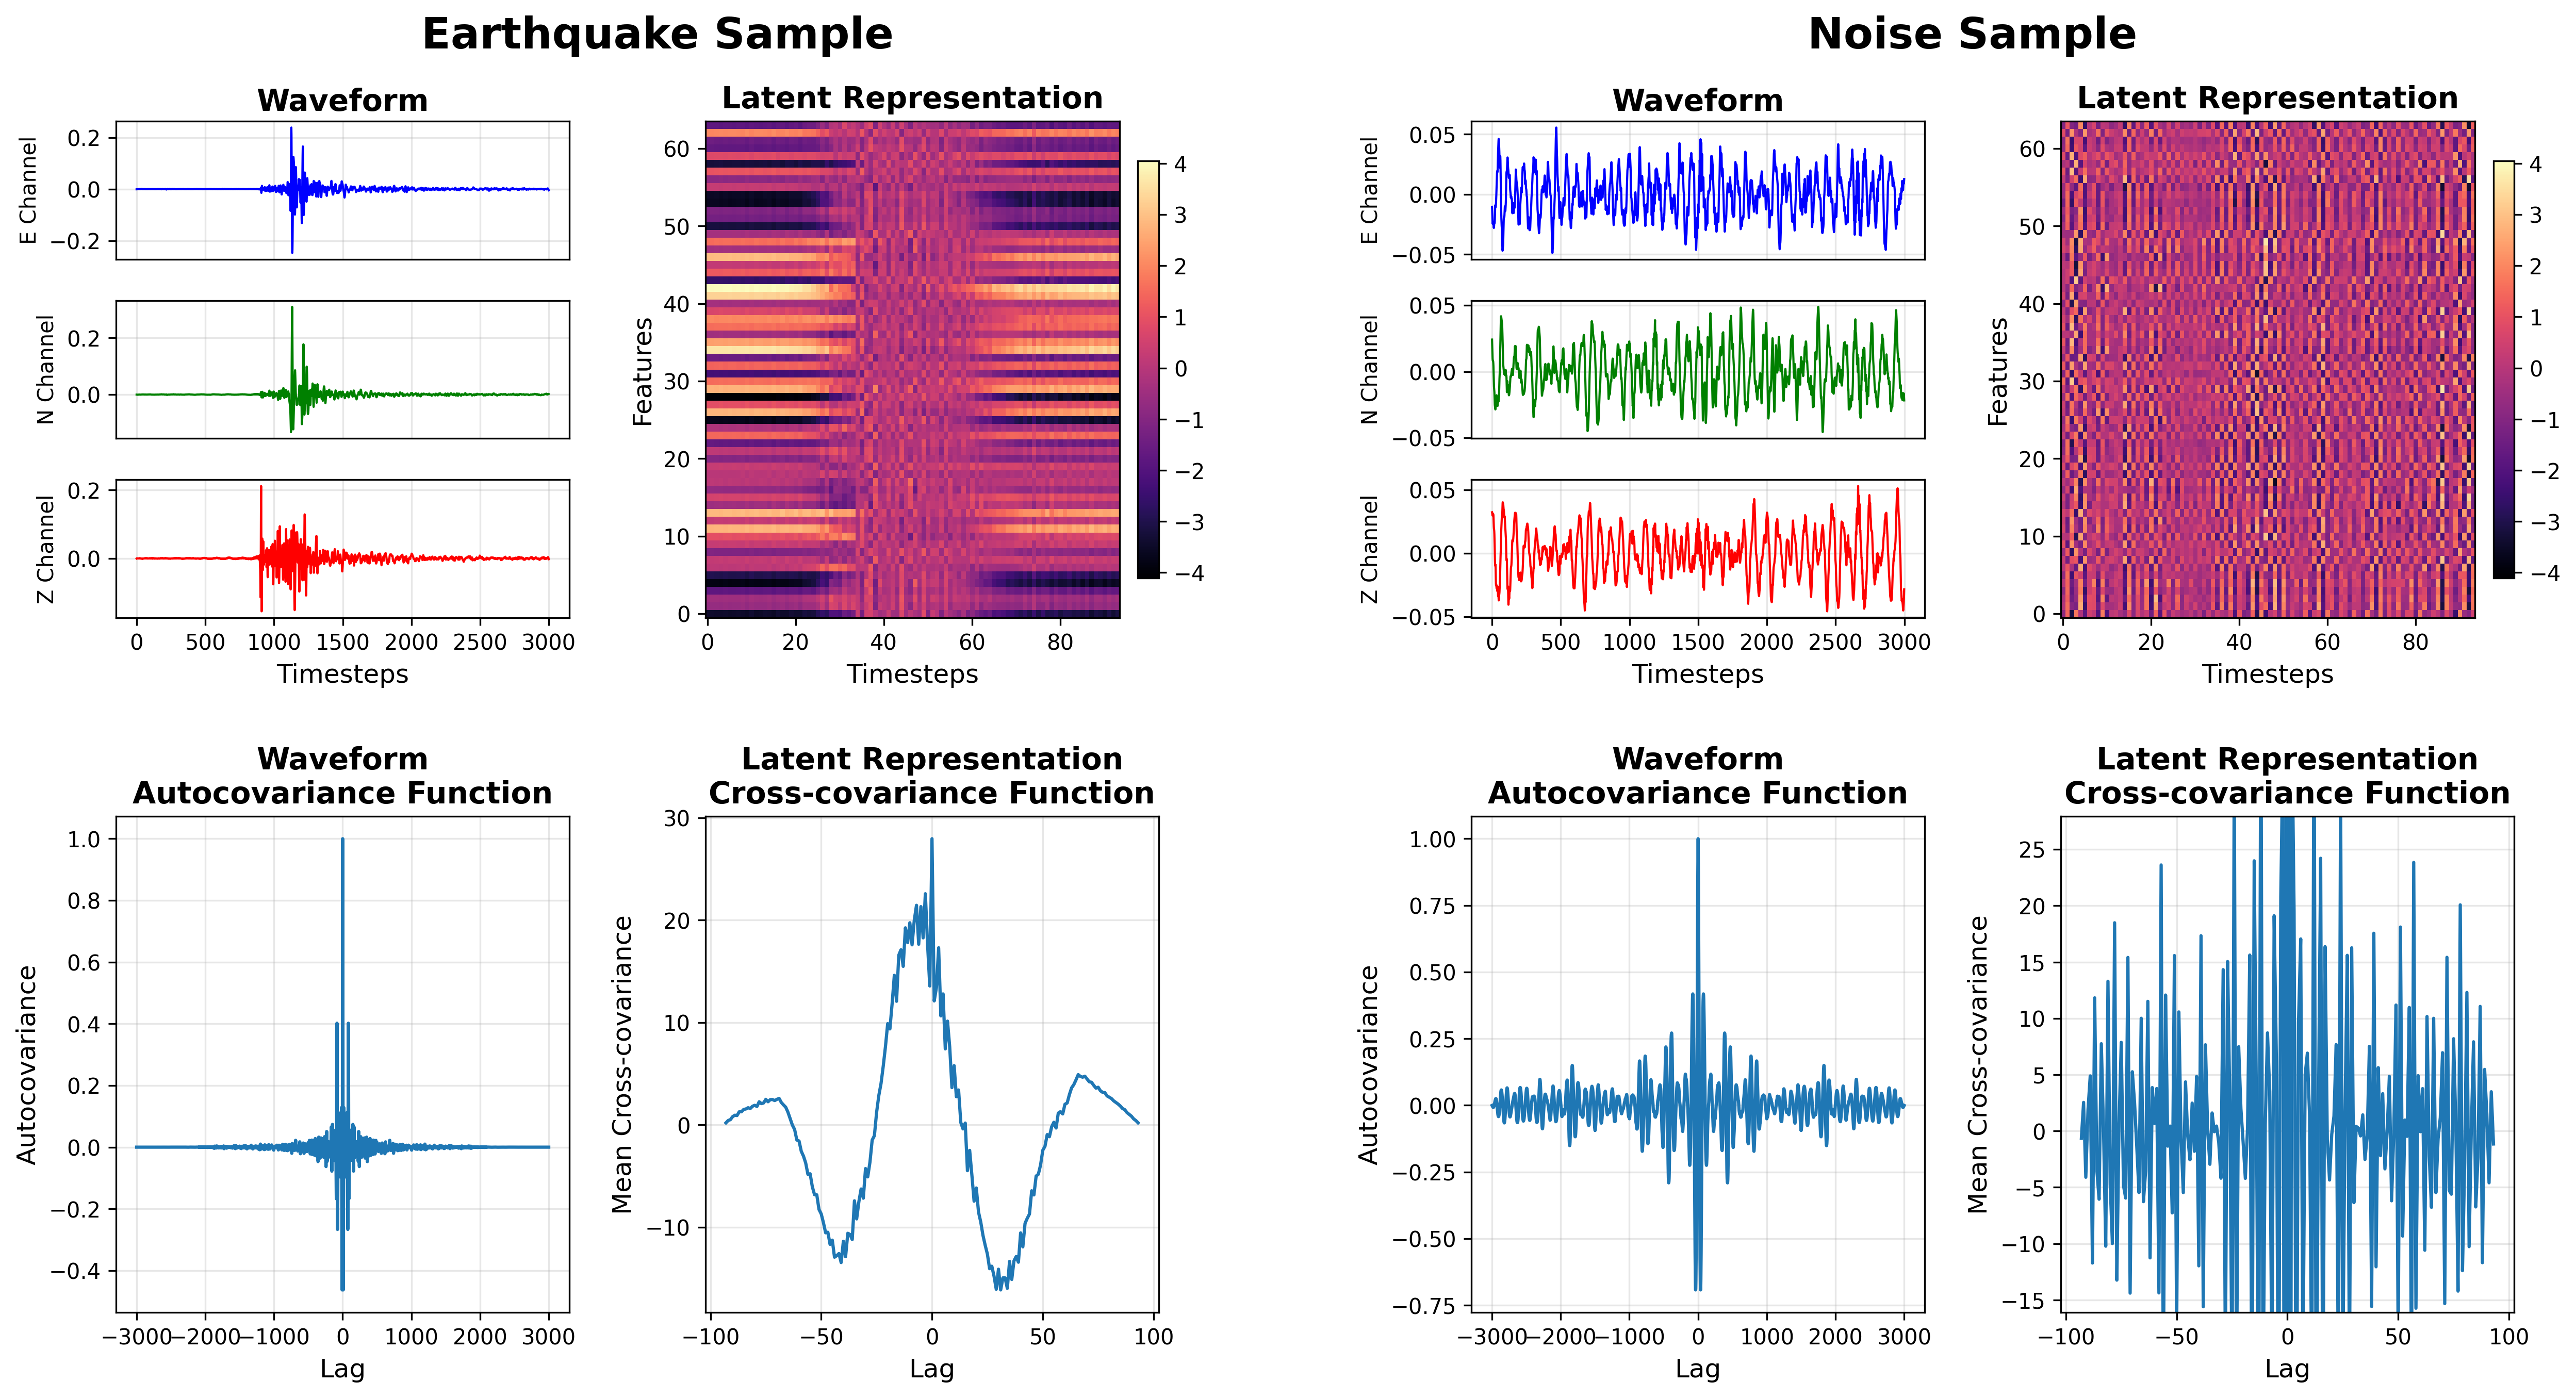 Earthquake Sample
Noise Sample
Waveform
Latent Representation
Waveform
Latent Representation
E Channel
0.2
0.0
−0.2
N Channel
0.2
0.0
Z Channel
0.2
0.0
0 500 1000 1500 2000 2500 3000
Timesteps
Features
60
50
40
30
20
10
0
0 20 40 60 80
Timesteps
4
3
2
1
0
−1
−2
−3
−4
E Channel
0.05
0.00
−0.05
N Channel
0.05
0.00
−0.05
Z Channel
0.05
0.00
−0.05
0 500 1000 1500 2000 2500 3000
Timesteps
Features
60
50
40
30
20
10
0
0 20 40 60 80
Timesteps
4
3
2
1
0
−1
−2
−3
−4
Waveform
Autocovariance Function
Autocovariance
1.0
0.8
0.6
0.4
0.2
0.0
−0.2
−0.4
−3000 −2000 −1000 0 1000 2000 3000
Lag
Latent Representation
Cross-covariance Function
Mean Cross-covariance
30
20
10
0
−10
−100 −50 0 50 100
Lag
Waveform
Autocovariance Function
Autocovariance
1.00
0.75
0.50
0.25
0.00
−0.25
−0.50
−0.75
−3000 −2000 −1000 0 1000 2000 3000
Lag
Latent Representation
Cross-covariance Function
Mean Cross-covariance
25
20
15
10
5
0
−5
−10
−15
−100 −50 0 50 100
Lag